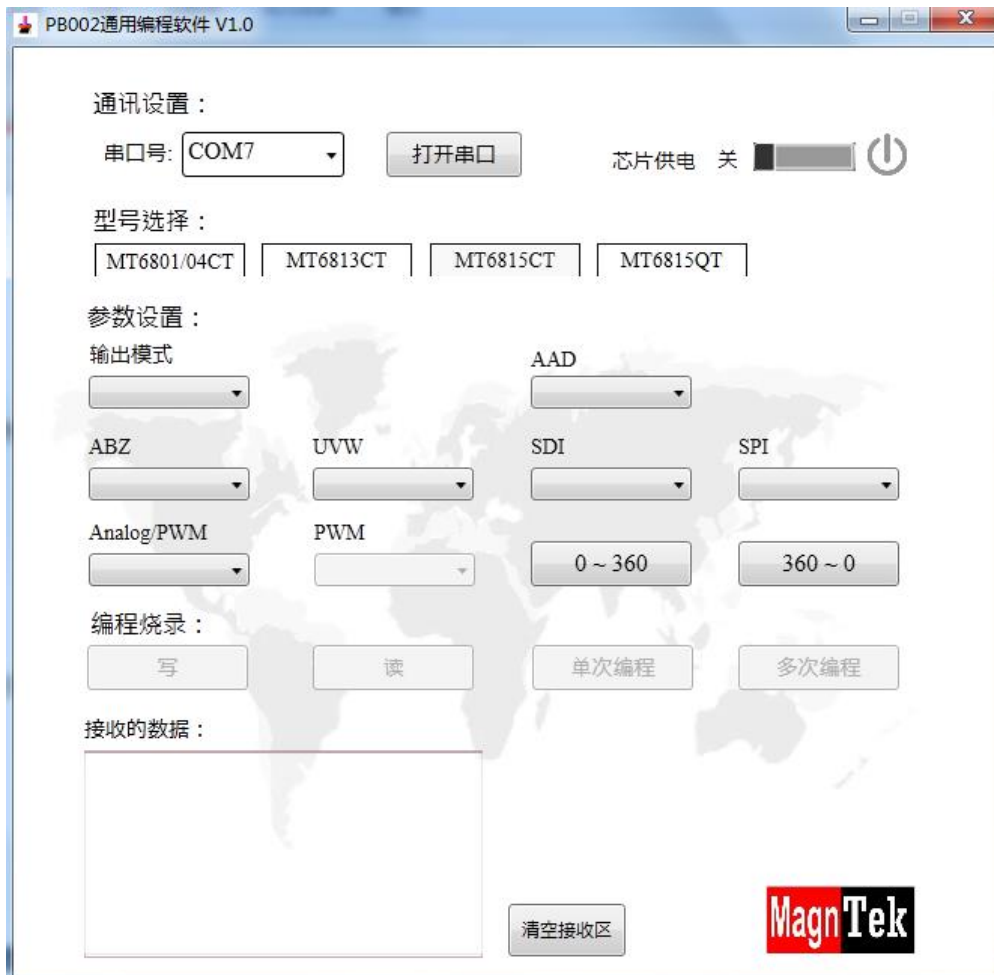 PB002通用编程软件 V1.0
通讯设置：
串口号: COM7 打开串口 芯片供电 关
型号选择：
MT6801/04CT MT6813CT MT6815CT MT6815QT
参数设置：
输出模式 AAD
ABZ UVW SDI SPI
Analog/PWM PWM 0 ~ 360 360 ~ 0
编程烧录：
写 读 单次编程 多次编程
接收的数据：
清空接收区 MagnTek